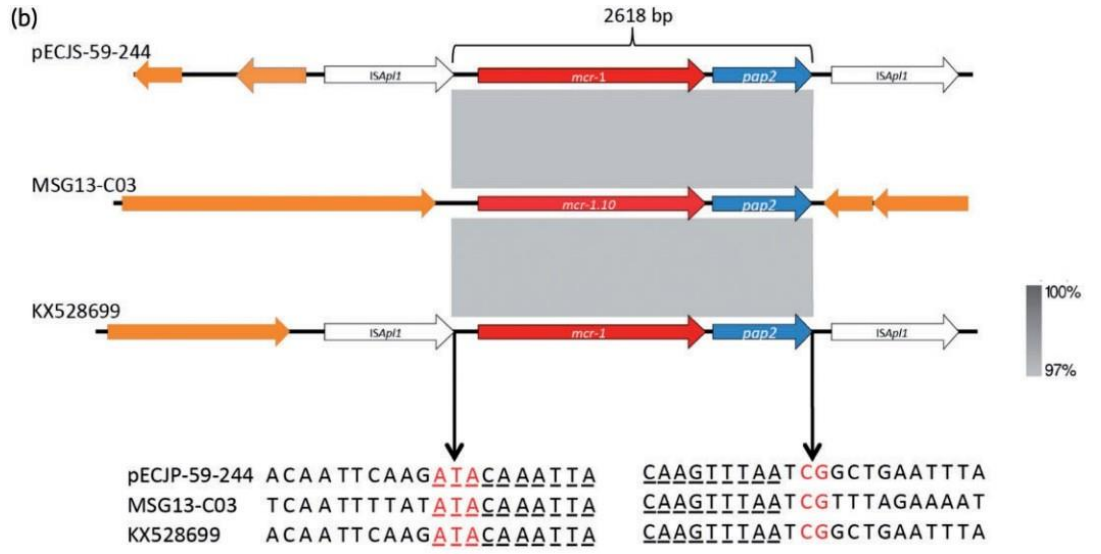 (b)
2618 bp
pECJS-59-244
ISApl1 mcr-1 pap2 ISApl1
MSG13-C03
mcr-1.10 pap2
KX528699
ISApl1 mcr-1 pap2 ISApl1
100%
97%
pECJP-59-244 ACAATTCAAGATACAAATTA CAAGTTTAATCGGCTGAATTTA
MSG13-C03 TCAATTTTATATACAAATTA CAAGTTTAATCGTTTAGAAAAT
KX528699 ACAATTCAAGATACAAATTA CAAGTTTAATCGGCTGAATTTA